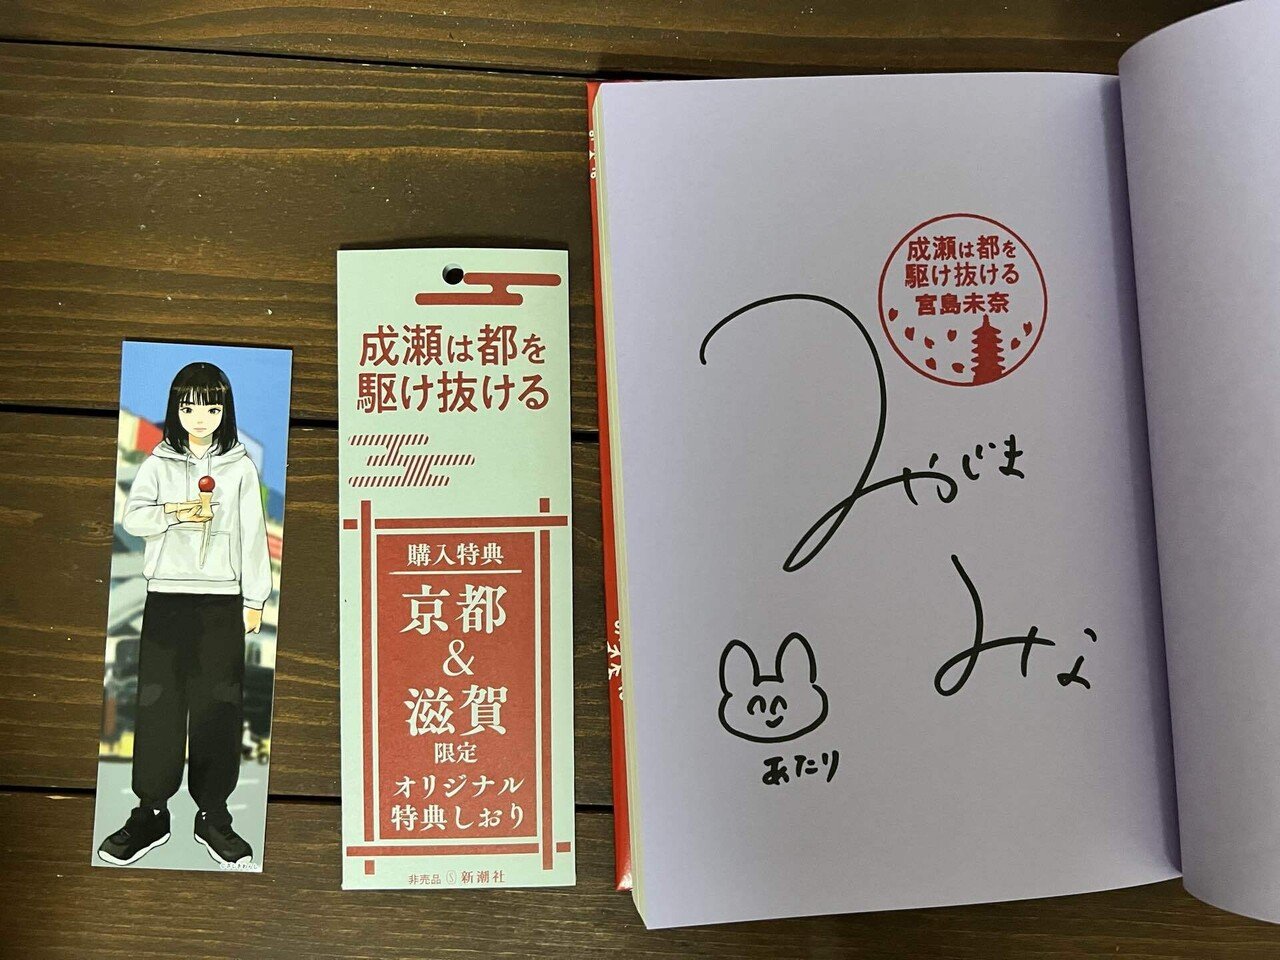 成瀬は都を
駆け抜ける
購入特典
京都
&
滋賀
限定
オリジナル
特典しおり
非売品 Ⓢ 新潮社
成瀬は都を
駆け抜ける
宮島未奈
みやじま
みな
あたり